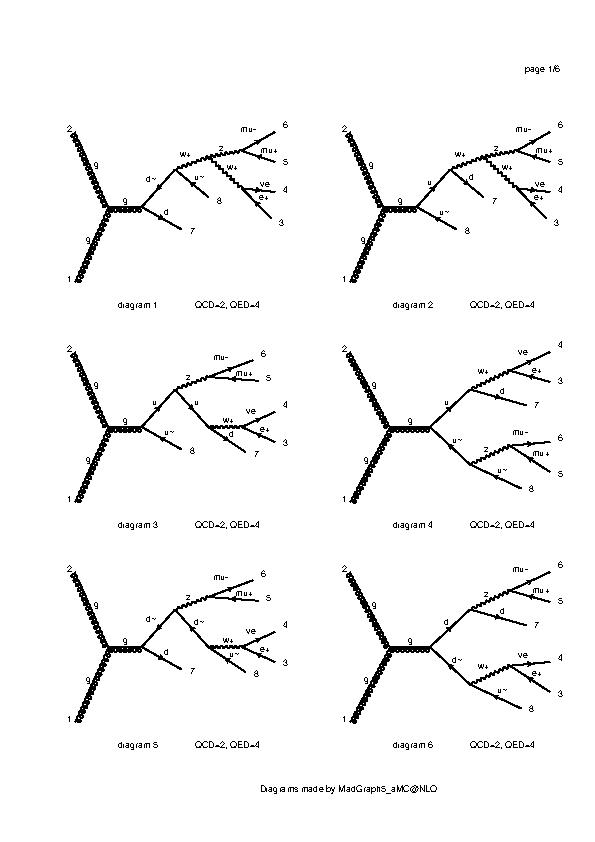 page 1/6
2 g g 1 g d~ d 7 w+ u~ 8 z w+ mu- 6 mu+ 5 ve 4 e+ 3
diagram 1 QCD=2, QED=4
2 g g 1 g u u~ 8 w+ d 7 z w+ mu- 6 mu+ 5 ve 4 e+ 3
diagram 2 QCD=2, QED=4
2 g g 1 g u u~ 8 z u mu- 6 mu+ 5 w+ d 7 ve 4 e+ 3
diagram 3 QCD=2, QED=4
2 g g 1 g u u~ w+ d 7 ve 4 e+ 3 z u~ 8 mu- 6 mu+ 5
diagram 4 QCD=2, QED=4
2 g g 1 g d~ d 7 z d~ mu- 6 mu+ 5 w+ u~ 8 ve 4 e+ 3
diagram 5 QCD=2, QED=4
2 g g 1 g d d~ z d 7 mu- 6 mu+ 5 w+ u~ 8 ve 4 e+ 3
diagram 6 QCD=2, QED=4
Diagrams made by MadGraph5_aMC@NLO